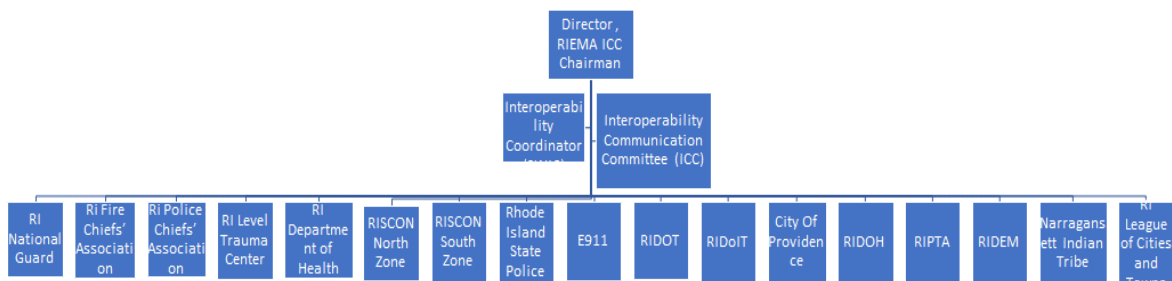 Director,
RIEMA ICC
Chairman
Interoperabi
lity
Coordinator
Interoperability
Communication
Committee (ICC)
RI
National
Guard
Ri Fire
Chiefs'
Associati
on
Ri Police
Chiefs'
Associati
on
RI Level
Trauma
Center
RI
Departme
nt of
Health
RISCON
North
Zone
RISCON
South
Zone
Rhode
Island
State
Police
E911
RIDOT
RIDoIT
City Of
Providen
ce
RIDOH
RIPTA
RIDEM
Narragans
ett Indian
Tribe
RI
League
of Cities
and